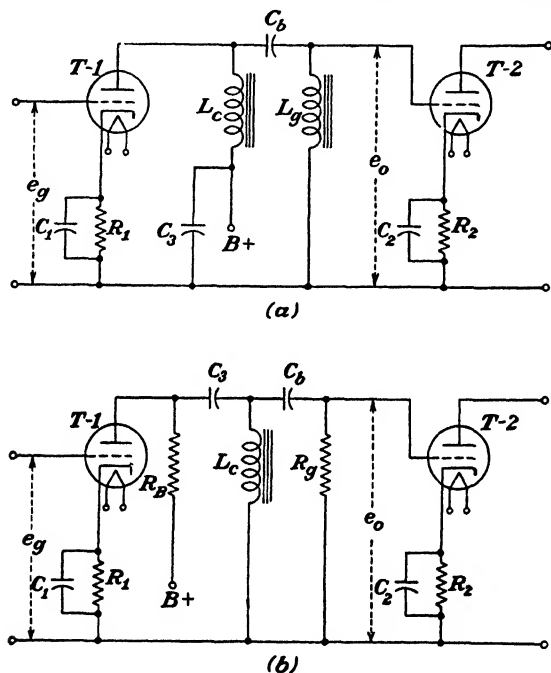 C_b
T-1
T-2
L_c
L_g
e_g
e_o
C_1
R_1
C_3
B+
C_2
R_2
(a)
C_3
C_b
T-1
T-2
R_B
L_c
R_g
e_g
e_o
C_1
R_1
B+
C_2
R_2
(b)